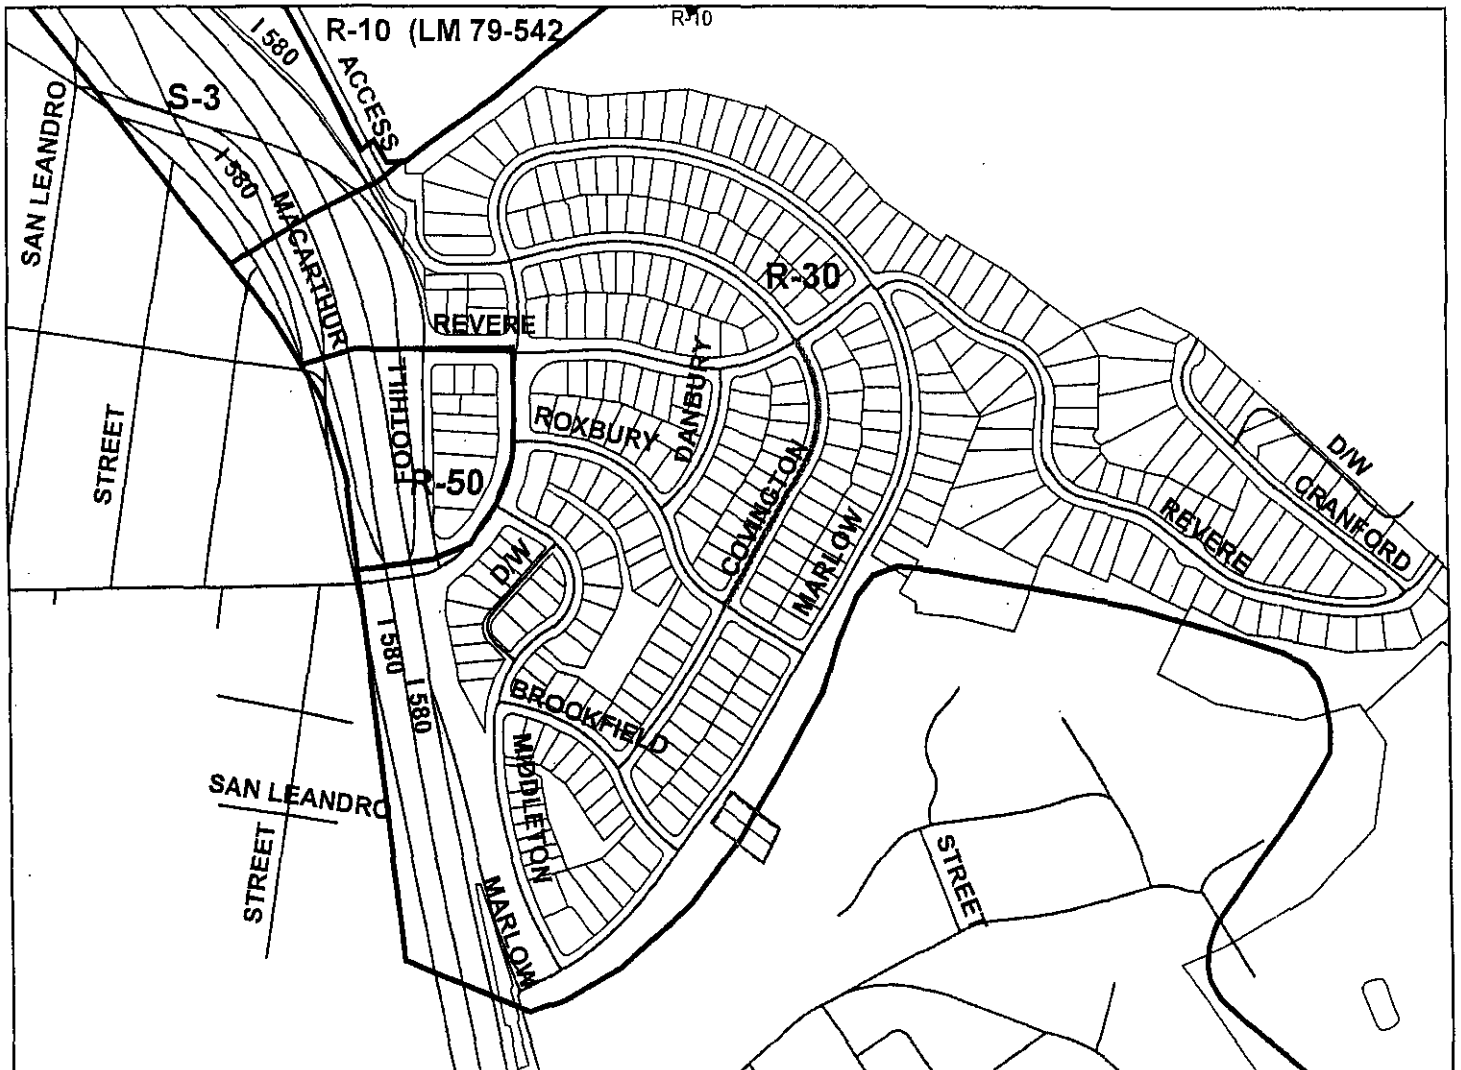 R-10 (LM 79-542
R-10
I 580
ACCESS
S-3
SAN LEANDRO
I 580
MACARTHUR
R-30
REVERE
FOOTHILL
DANBURY
ROXBURY
STREET
R-50
COVINGTON
D/W
CRANFORD
REVERE
MARLOW
D/W
I 580
I 580
BROOKFIELD
MIDDLETON
SAN LEANDRO
STREET
MARLOW
STREET